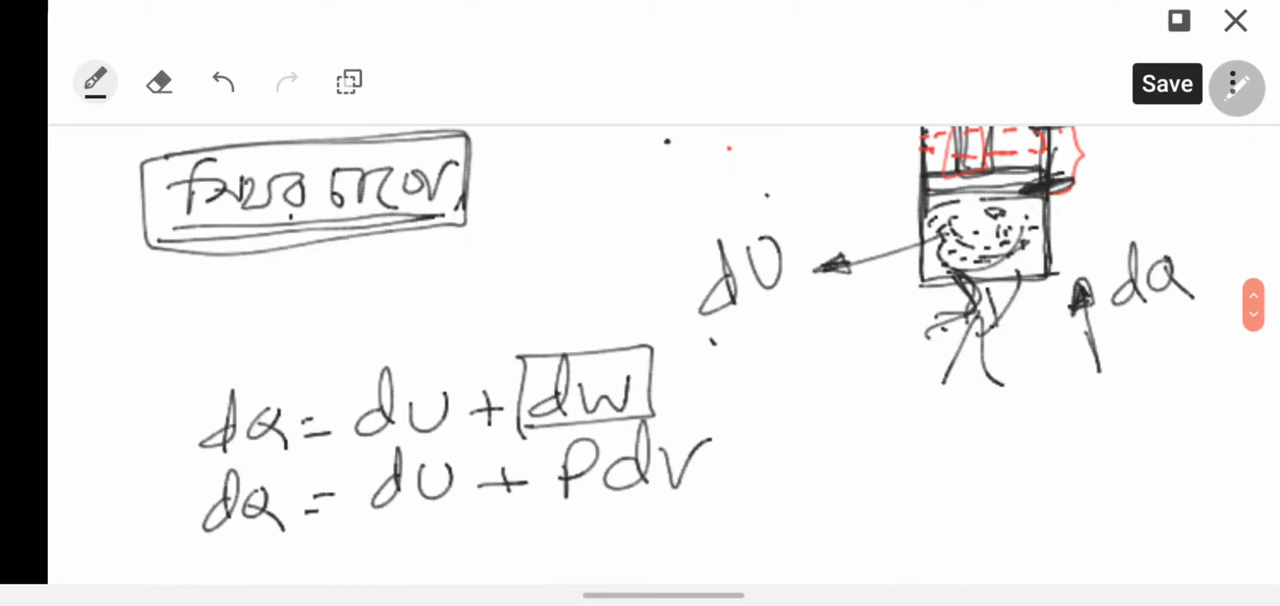 Save
dU
dQ
dQ = dU + dW
dQ = dU + PdV